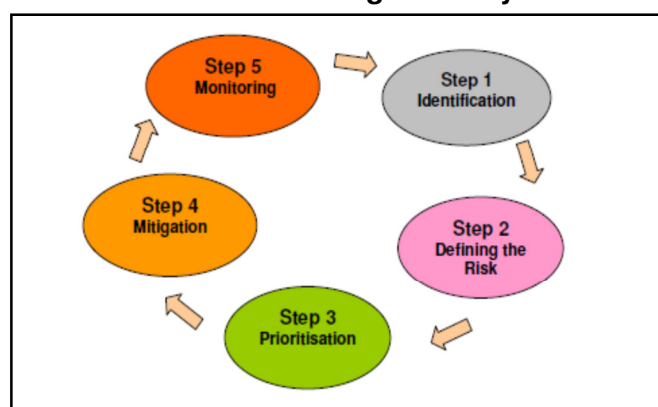 Step 5
Monitoring
Step 1
Identification
Step 2
Defining the
Risk
Step 3
Prioritisation
Step 4
Mitigation